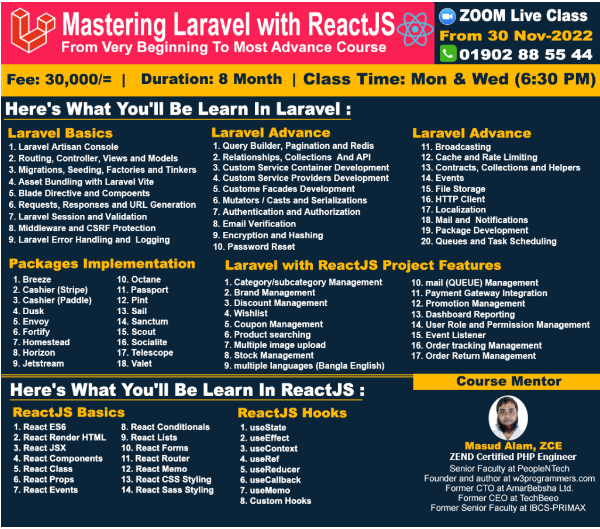 Mastering Laravel with ReactJS
From Very Beginning To Most Advance Course
ZOOM Live Class
From 30 Nov-2022
01902 88 55 44
Fee: 30,000/= | Duration: 8 Month | Class Time: Mon & Wed (6:30 PM)
Here's What You'll Be Learn In Laravel :
Laravel Basics
1. Laravel Artisan Console
2. Routing, Controller, Views and Models
3. Migrations, Seeding, Factories and Tinkers
4. Asset Bundling with Laravel Vite
5. Blade Directive and Compoents
6. Requests, Responses and URL Generation
7. Laravel Session and Validation
8. Middleware and CSRF Protection
9. Laravel Error Handling and Logging
Laravel Advance
1. Query Builder, Pagination and Redis
2. Relationships, Collections And API
3. Custom Service Container Development
4. Custom Service Providers Development
5. Custome Facades Development
6. Mutators / Casts and Serializations
7. Authentication and Authorization
8. Email Verification
9. Encryption and Hashing
10. Password Reset
Laravel Advance
11. Broadcasting
12. Cache and Rate Limiting
13. Contracts, Collections and Helpers
14. Events
15. File Storage
16. HTTP Client
17. Localization
18. Mail and Notifications
19. Package Development
20. Queues and Task Scheduling
Packages Implementation
1. Breeze
2. Cashier (Stripe)
3. Cashier (Paddle)
4. Dusk
5. Envoy
6. Fortify
7. Homestead
8. Horizon
9. Jetstream
10. Octane
11. Passport
12. Pint
13. Sail
14. Sanctum
15. Scout
16. Socialite
17. Telescope
18. Valet
Laravel with ReactJS Project Features
1. Category/subcategory Management
2. Brand Management
3. Discount Management
4. Wishlist
5. Coupon Management
6. Product searching
7. Multiple image upload
8. Stock Management
9. multiple languages (Bangla English)
10. mail (QUEUE) Management
11. Payment Gateway Integration
12. Promotion Management
13. Dashboard Reporting
14. User Role and Permission Management
15. Event Listener
16. Order tracking Management
17. Order Return Management
Here's What You'll Be Learn In ReactJS :
ReactJS Basics
1. React ES6
2. React Render HTML
3. React JSX
4. React Components
5. React Class
6. React Props
7. React Events
8. React Conditionals
9. React Lists
10. React Forms
11. React Router
12. React Memo
13. React CSS Styling
14. React Sass Styling
ReactJS Hooks
1. useState
2. useEffect
3. useContext
4. useRef
5. useReducer
6. useCallback
7. useMemo
8. Custom Hooks
Course Mentor
Masud Alam, ZCE
ZEND Certified PHP Engineer
Senior Faculty at PeopleNTech
Founder and author at w3programmers.com
Former CTO at AmarBebsha Ltd.
Former CEO at TechBeeo
Former Senior Faculty at IBCS-PRIMAX